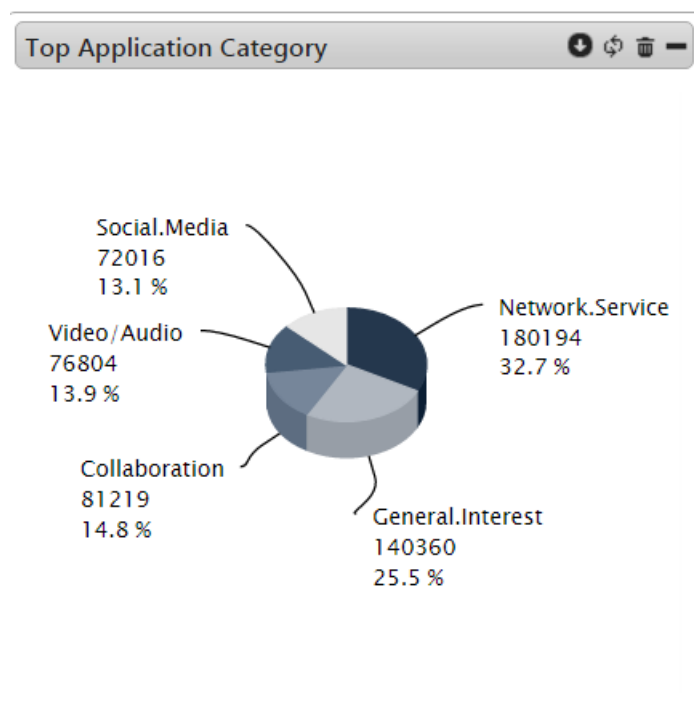 Top Application Category
Social.Media
72016
13.1 %
Network.Service
180194
32.7 %
Video/Audio
76804
13.9 %
Collaboration
81219
14.8 %
General.Interest
140360
25.5 %